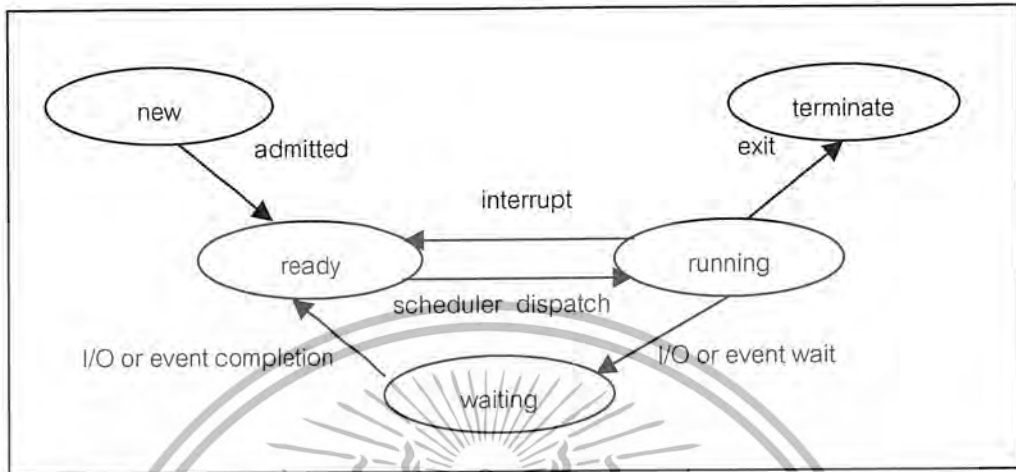 new
terminate
admitted
exit
interrupt
ready
running
scheduler dispatch
I/O or event completion
I/O or event wait
waiting